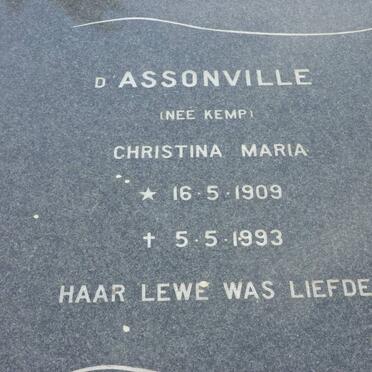 D'ASSONVILLE
(NEE KEMP)
CHRISTINA MARIA
★ 16·5·1909
✝ 5·5·1993
HAAR LEWE WAS LIEFDE